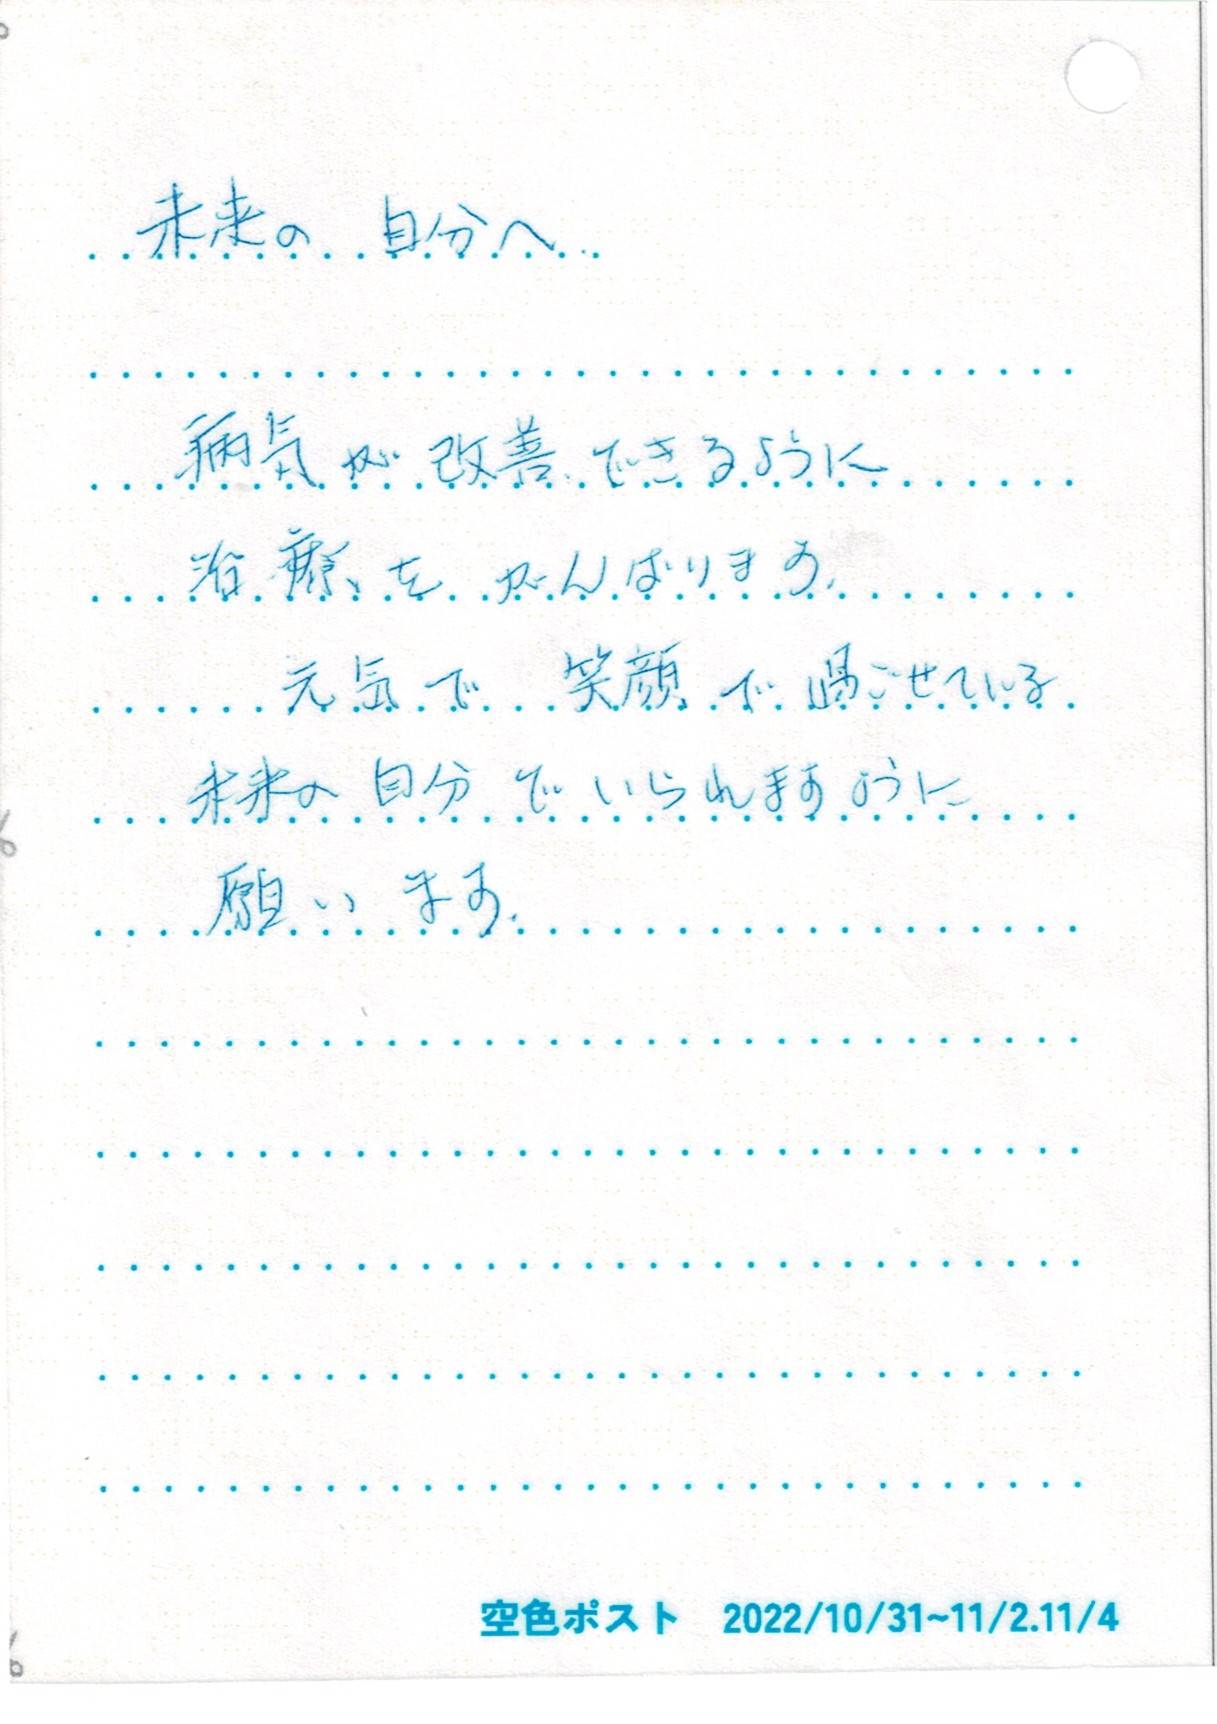 未来の 自分へ
病気が改善できるように
治療をがんばります。
元気で 笑顔で過ごせている
未来の自分でいられますように
願います。
空色ポスト 2022/10/31~11/2.11/4